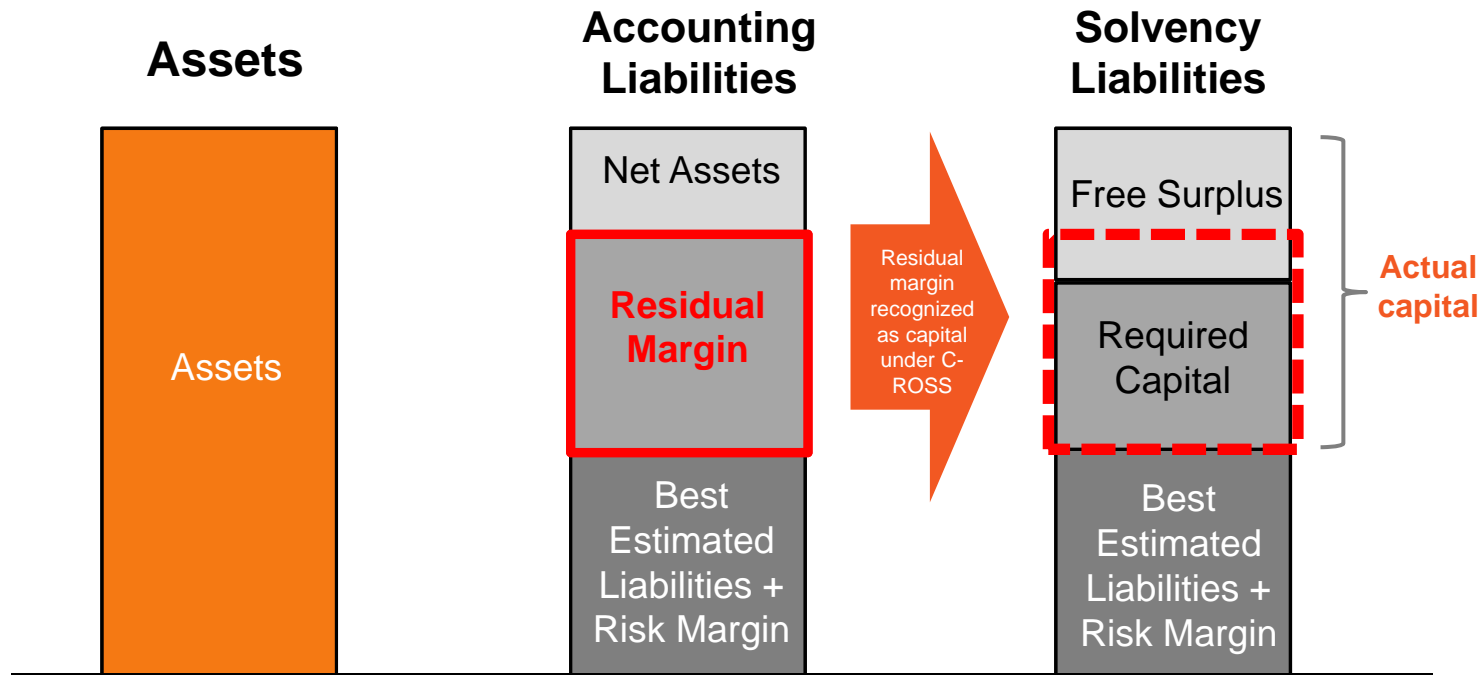 Assets
Accounting
Liabilities
Solvency
Liabilities
Assets
Net Assets
Residual
Margin
Best
Estimated
Liabilities +
Risk Margin
Residual
margin
recognized
as capital
under C-
ROSS
Free Surplus
Required
Capital
Best
Estimated
Liabilities +
Risk Margin
Actual
capital